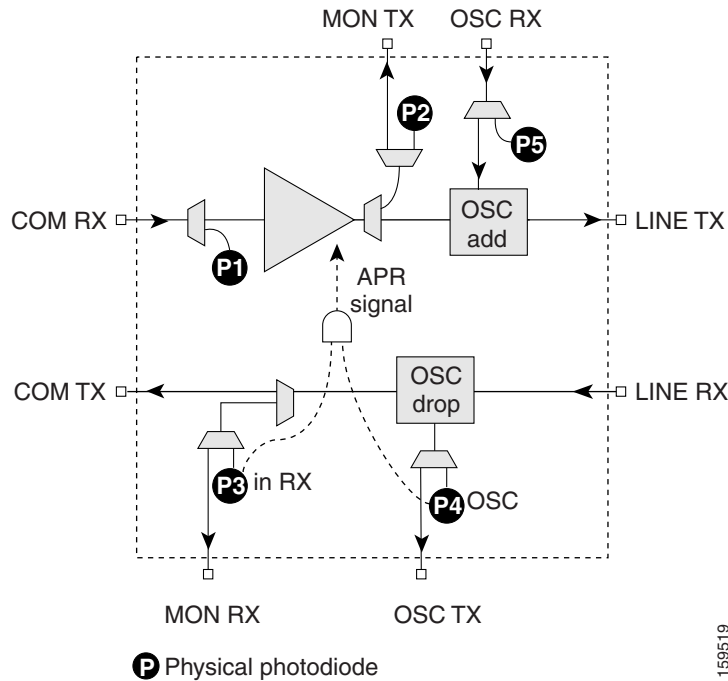 MON TX OSC RX
P2
P5
COM RX
OSC
add
LINE TX
P1
APR
signal
COM TX
OSC
drop
LINE RX
P3 in RX
P4 OSC
MON RX OSC TX
P Physical photodiode
159519